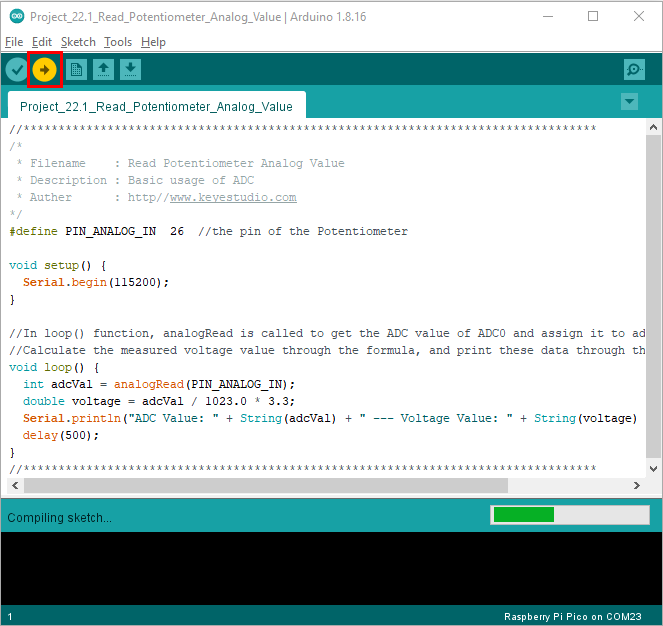 Project_22.1_Read_Potentiometer_Analog_Value | Arduino 1.8.16
File Edit Sketch Tools Help
Project_22.1_Read_Potentiometer_Analog_Value
//**********************************************************************************
/*
 * Filename    : Read Potentiometer Analog Value
 * Description : Basic usage of ADC
 * Auther      : http//www.keyestudio.com
*/
#define PIN_ANALOG_IN  26  //the pin of the Potentiometer
void setup() {
  Serial.begin(115200);
}
//In loop() function, analogRead is called to get the ADC value of ADC0 and assign it to ad
//Calculate the measured voltage value through the formula, and print these data through th
void loop() {
  int adcVal = analogRead(PIN_ANALOG_IN);
  double voltage = adcVal / 1023.0 * 3.3;
  Serial.println("ADC Value: " + String(adcVal) + " --- Voltage Value: " + String(voltage)
  delay(500);
}
//**********************************************************************************
Compiling sketch...
1 Raspberry Pi Pico on COM23